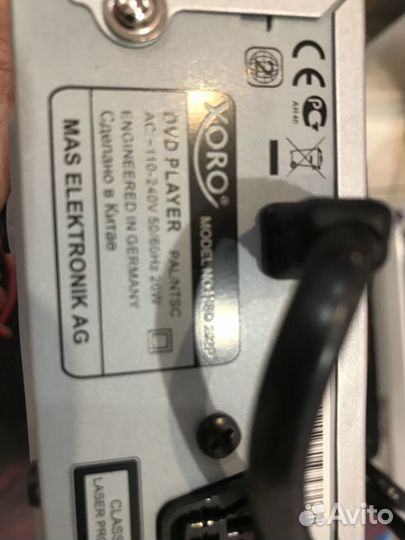 XORO®
MODEL NO: HSD
DVD PLAYER PAL/NTSC
AC ~110-240V 50/60Hz 20W
ENGINEERED IN GERMANY
Сделано в Китае
MAS ELEKTRONIK AG
CE
2
CLASS
LASER PRO
Avito